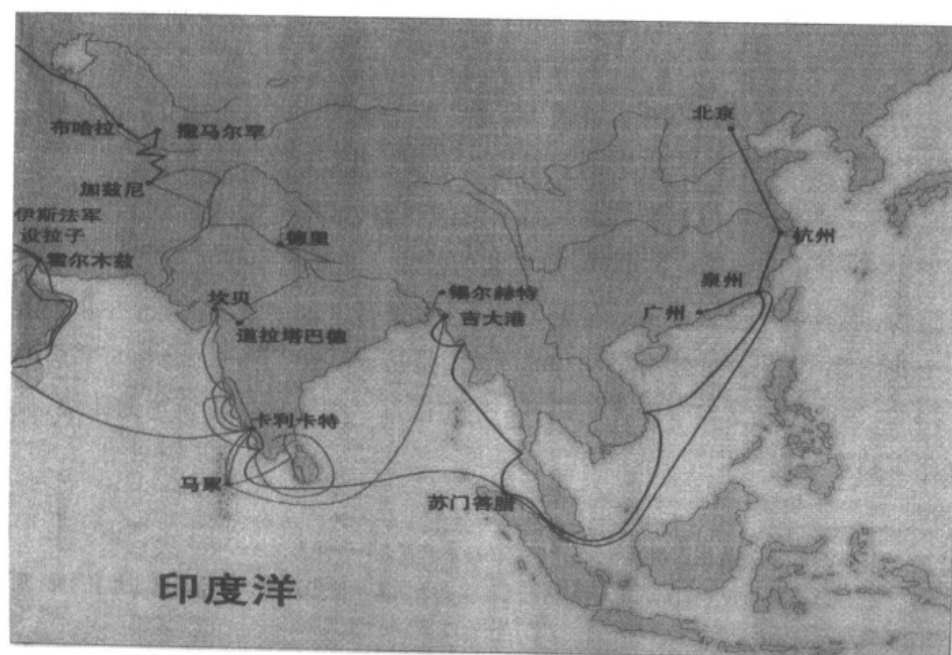 北京
布哈拉
撒马尔罕
加兹尼
伊斯法军
设拉子
霍尔木兹
德里
杭州
泉州
锡尔赫特
坎贝
广州
吉大港
道拉塔巴德
卡利卡特
马累
苏门答腊
印度洋